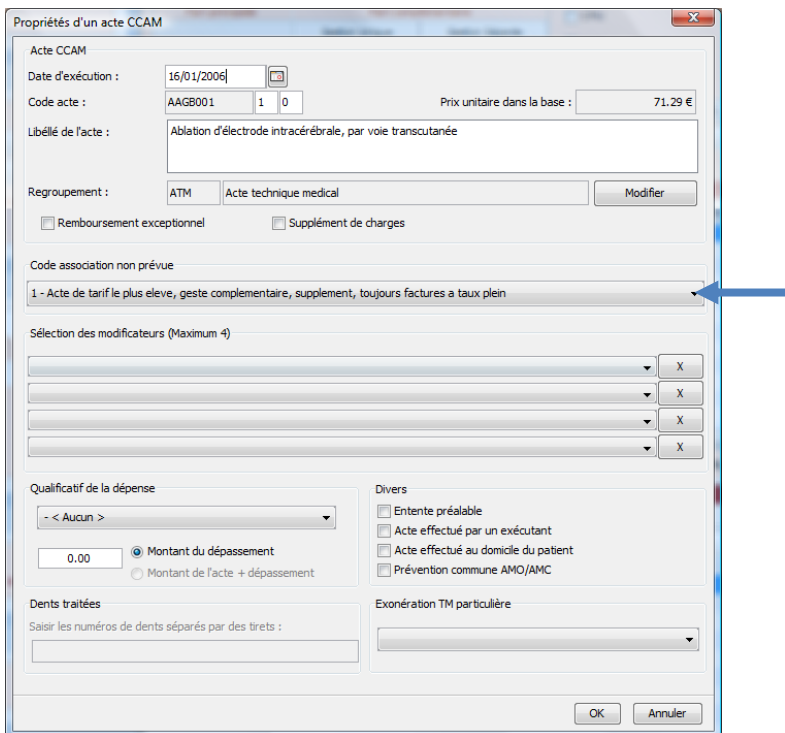 Propriétés d'un acte CCAM
X
Acte CCAM
Date d'exécution : 16/01/2006
Code acte : AAGB001 1 0 Prix unitaire dans la base : 71.29 €
Libéllé de l'acte : Ablation d'électrode intracérébrale, par voie transcutanée
Regroupement : ATM Acte technique medical Modifier
Remboursement exceptionnel Supplément de charges
Code association non prévue
1 - Acte de tarif le plus eleve, geste complementaire, supplement, toujours factures a taux plein
Sélection des modificateurs (Maximum 4)
X
X
X
X
Qualificatif de la dépense
- < Aucun >
0.00 Montant du dépassement
Montant de l'acte + dépassement
Divers
Entente préalable
Acte effectué par un exécutant
Acte effectué au domicile du patient
Prévention commune AMO/AMC
Dents traitées
Saisir les numéros de dents séparés par des tirets :
Exonération TM particulière
OK Annuler